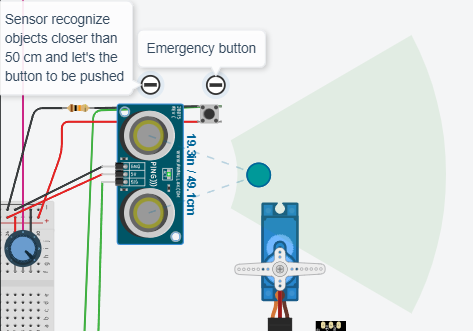 Sensor recognize
objects closer than
50 cm and let's the
button to be pushed
Emergency button
19.3in / 49.1cm
PING)))
GND
5V
SIG